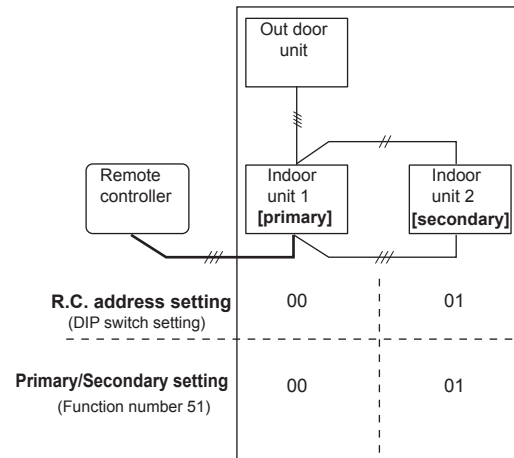 Out door
unit
Remote
controller
Indoor
unit 1
[primary]
Indoor
unit 2
[secondary]
R.C. address setting
(DIP switch setting)
00
01
Primary/Secondary setting
(Function number 51)
00
01